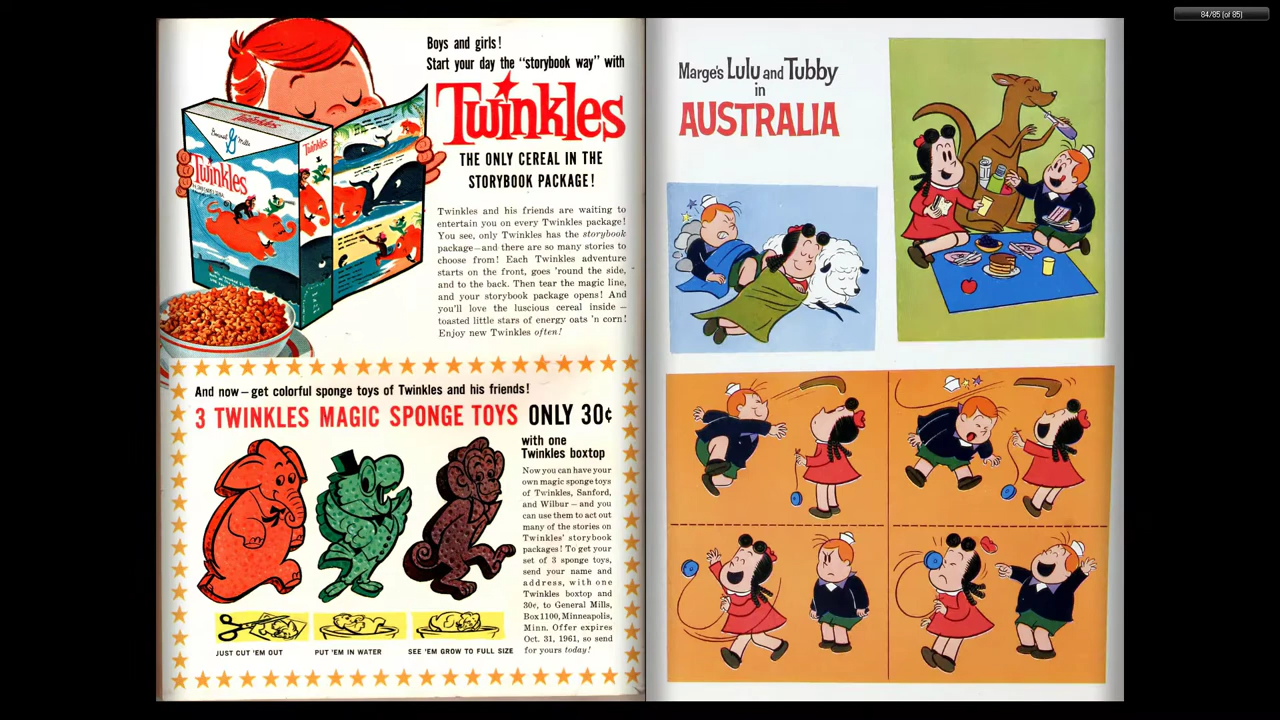 84/85 (of 85)
Boys and girls!
Start your day the "storybook way" with
Twinkles
THE ONLY CEREAL IN THE
STORYBOOK PACKAGE!
Twinkles and his friends are waiting to
entertain you on every Twinkles package!
You see, only Twinkles has the storybook
package—and there are so many stories to
choose from! Each Twinkles adventure
starts on the front, goes 'round the side,
and to the back. Then tear the magic line,
and your storybook package opens! And
you'll love the luscious cereal inside –
toasted little stars of energy oats 'n corn!
Enjoy new Twinkles often!
Twinkles
General Mills
Twinkles
Twinkles
And now—get colorful sponge toys of Twinkles and his friends!
3 TWINKLES MAGIC SPONGE TOYS ONLY 30¢
with one
Twinkles boxtop
Now you can have your
own magic sponge toys
of Twinkles, Sanford,
and Wilbur – and you
can use them to act out
many of the stories on
Twinkles' storybook
packages! To get your
set of 3 sponge toys,
send your name and
address, with one
Twinkles boxtop and
30¢, to General Mills,
Box 1100, Minneapolis,
Minn. Offer expires
Oct. 31, 1961, so send
for yours today!
JUST CUT 'EM OUT
PUT 'EM IN WATER
SEE 'EM GROW TO FULL SIZE
Marge's Lulu and Tubby
in
AUSTRALIA